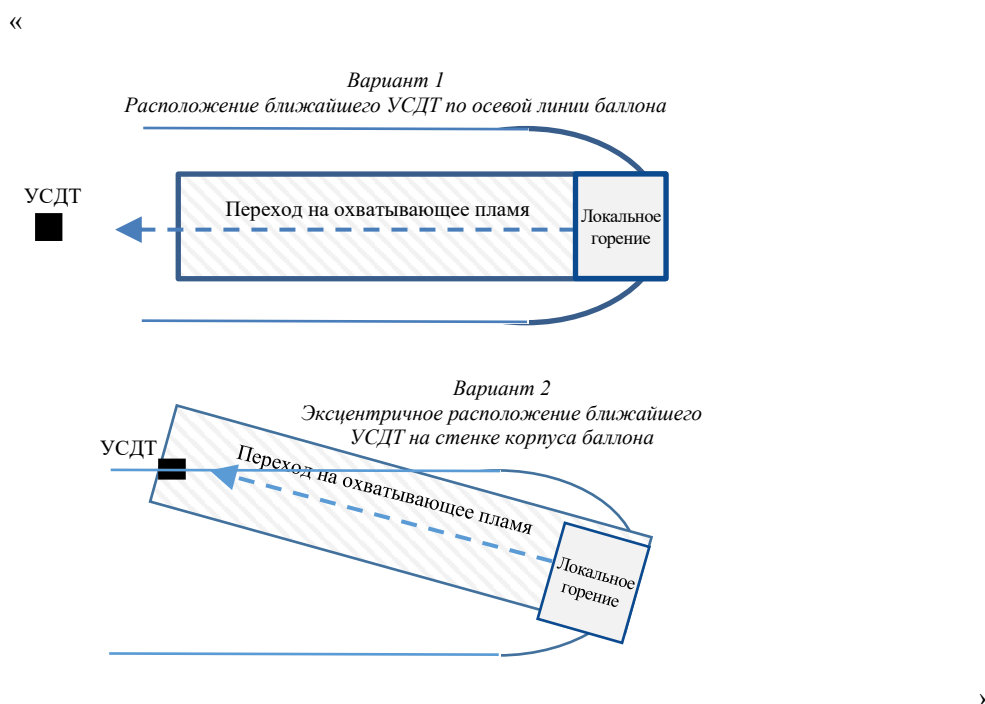 «
Вариант 1
Расположение ближайшего УСДТ по осевой линии баллона
УСДТ
Переход на охватывающее пламя
Локальное
горение
Вариант 2
Эксцентричное расположение ближайшего
УСДТ на стенке корпуса баллона
УСДТ
Переход на охватывающее пламя
Локальное
горение
»